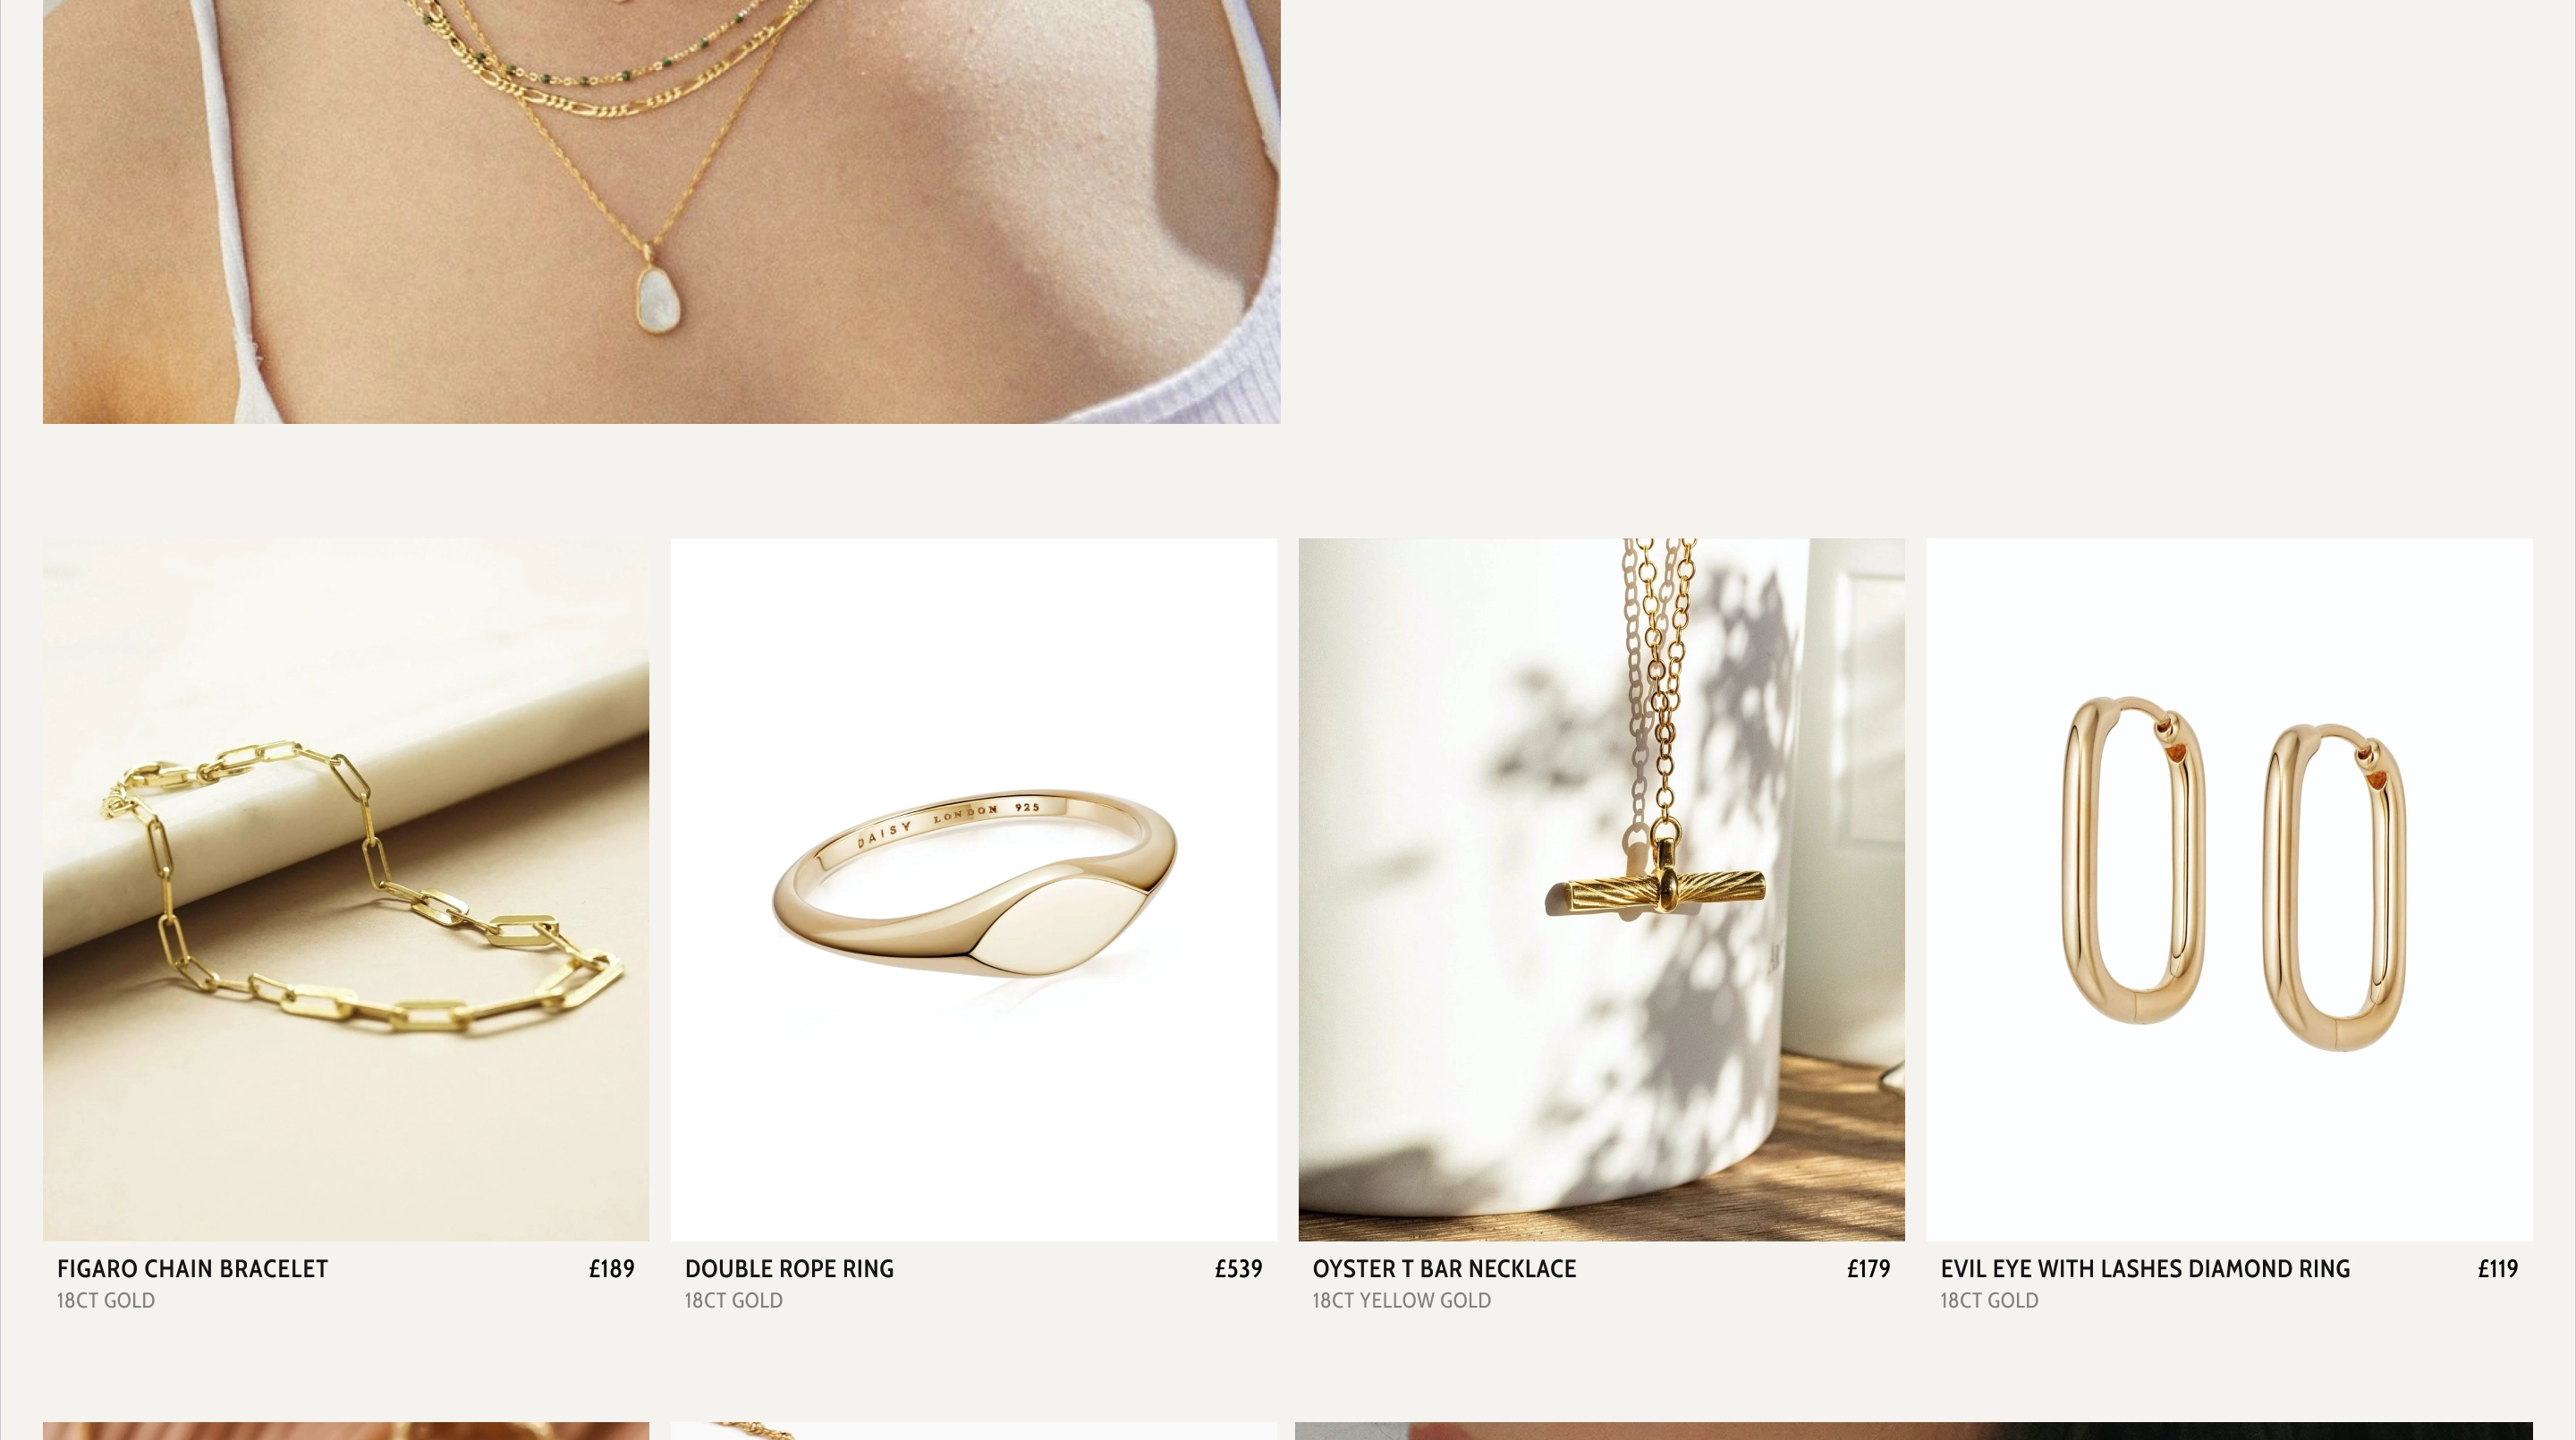 DAISY LONDON 925
FIGARO CHAIN BRACELET £189
18CT GOLD
DOUBLE ROPE RING £539
18CT GOLD
OYSTER T BAR NECKLACE £179
18CT YELLOW GOLD
EVIL EYE WITH LASHES DIAMOND RING £119
18CT GOLD